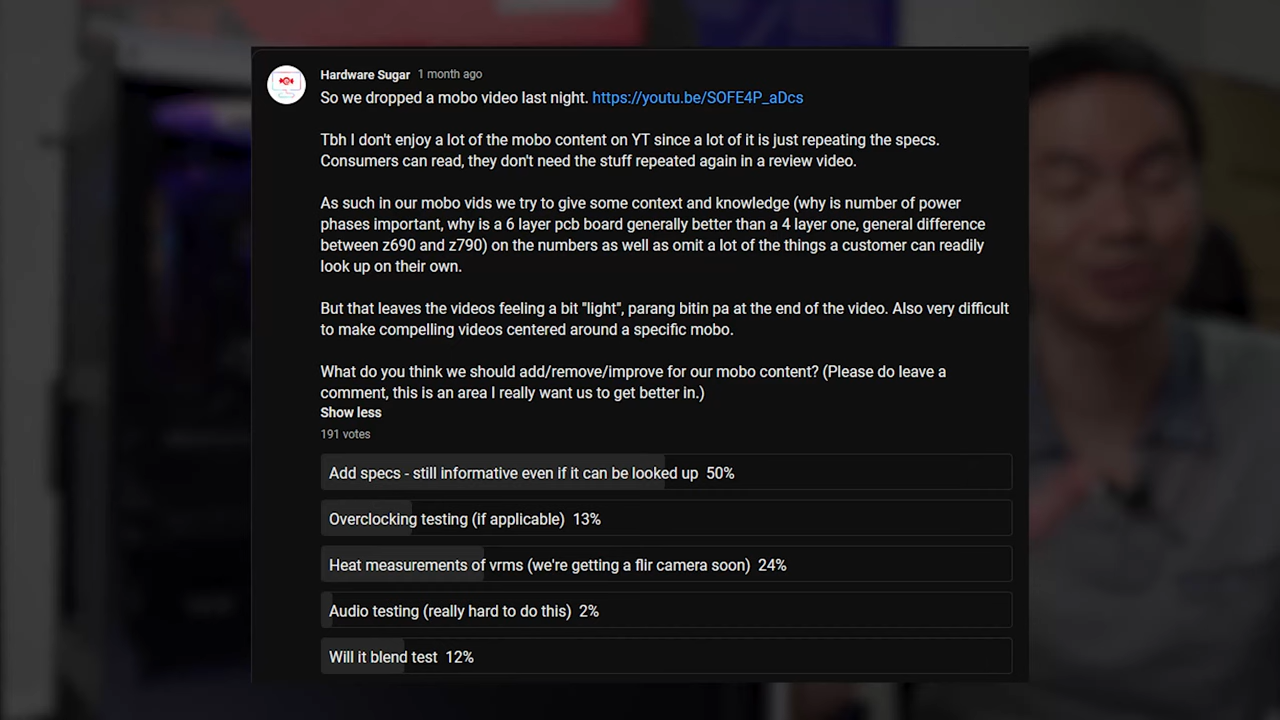 Hardware Sugar 1 month ago
So we dropped a mobo video last night. https://youtu.be/SOFE4P_aDcs
Tbh I don't enjoy a lot of the mobo content on YT since a lot of it is just repeating the specs.
Consumers can read, they don't need the stuff repeated again in a review video.
As such in our mobo vids we try to give some context and knowledge (why is number of power
phases important, why is a 6 layer pcb board generally better than a 4 layer one, general difference
between z690 and z790) on the numbers as well as omit a lot of the things a customer can readily
look up on their own.
But that leaves the videos feeling a bit "light", parang bitin pa at the end of the video. Also very difficult
to make compelling videos centered around a specific mobo.
What do you think we should add/remove/improve for our mobo content? (Please do leave a
comment, this is an area I really want us to get better in.)
Show less
191 votes
Add specs - still informative even if it can be looked up 50%
Overclocking testing (if applicable) 13%
Heat measurements of vrms (we're getting a flir camera soon) 24%
Audio testing (really hard to do this) 2%
Will it blend test 12%